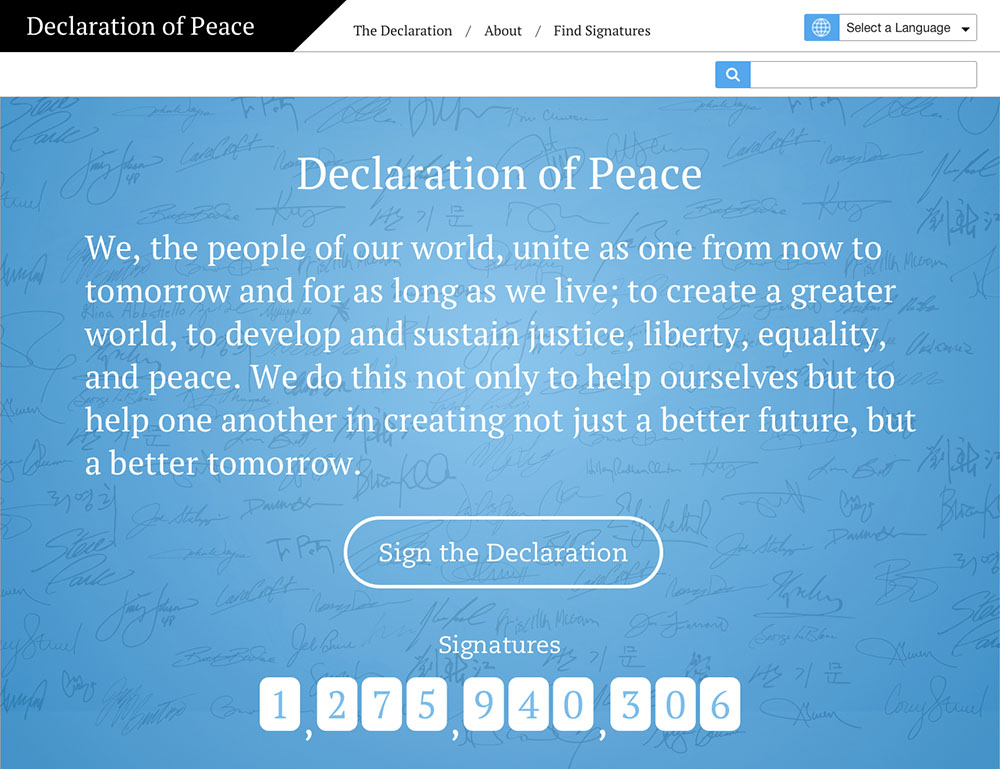 Declaration of Peace
The Declaration / About / Find Signatures
Select a Language
Declaration of Peace
We, the people of our world, unite as one from now to
tomorrow and for as long as we live; to create a greater
world, to develop and sustain justice, liberty, equality,
and peace. We do this not only to help ourselves but to
help one another in creating not just a better future, but
a better tomorrow.
Sign the Declaration
Signatures
1,275,940,306